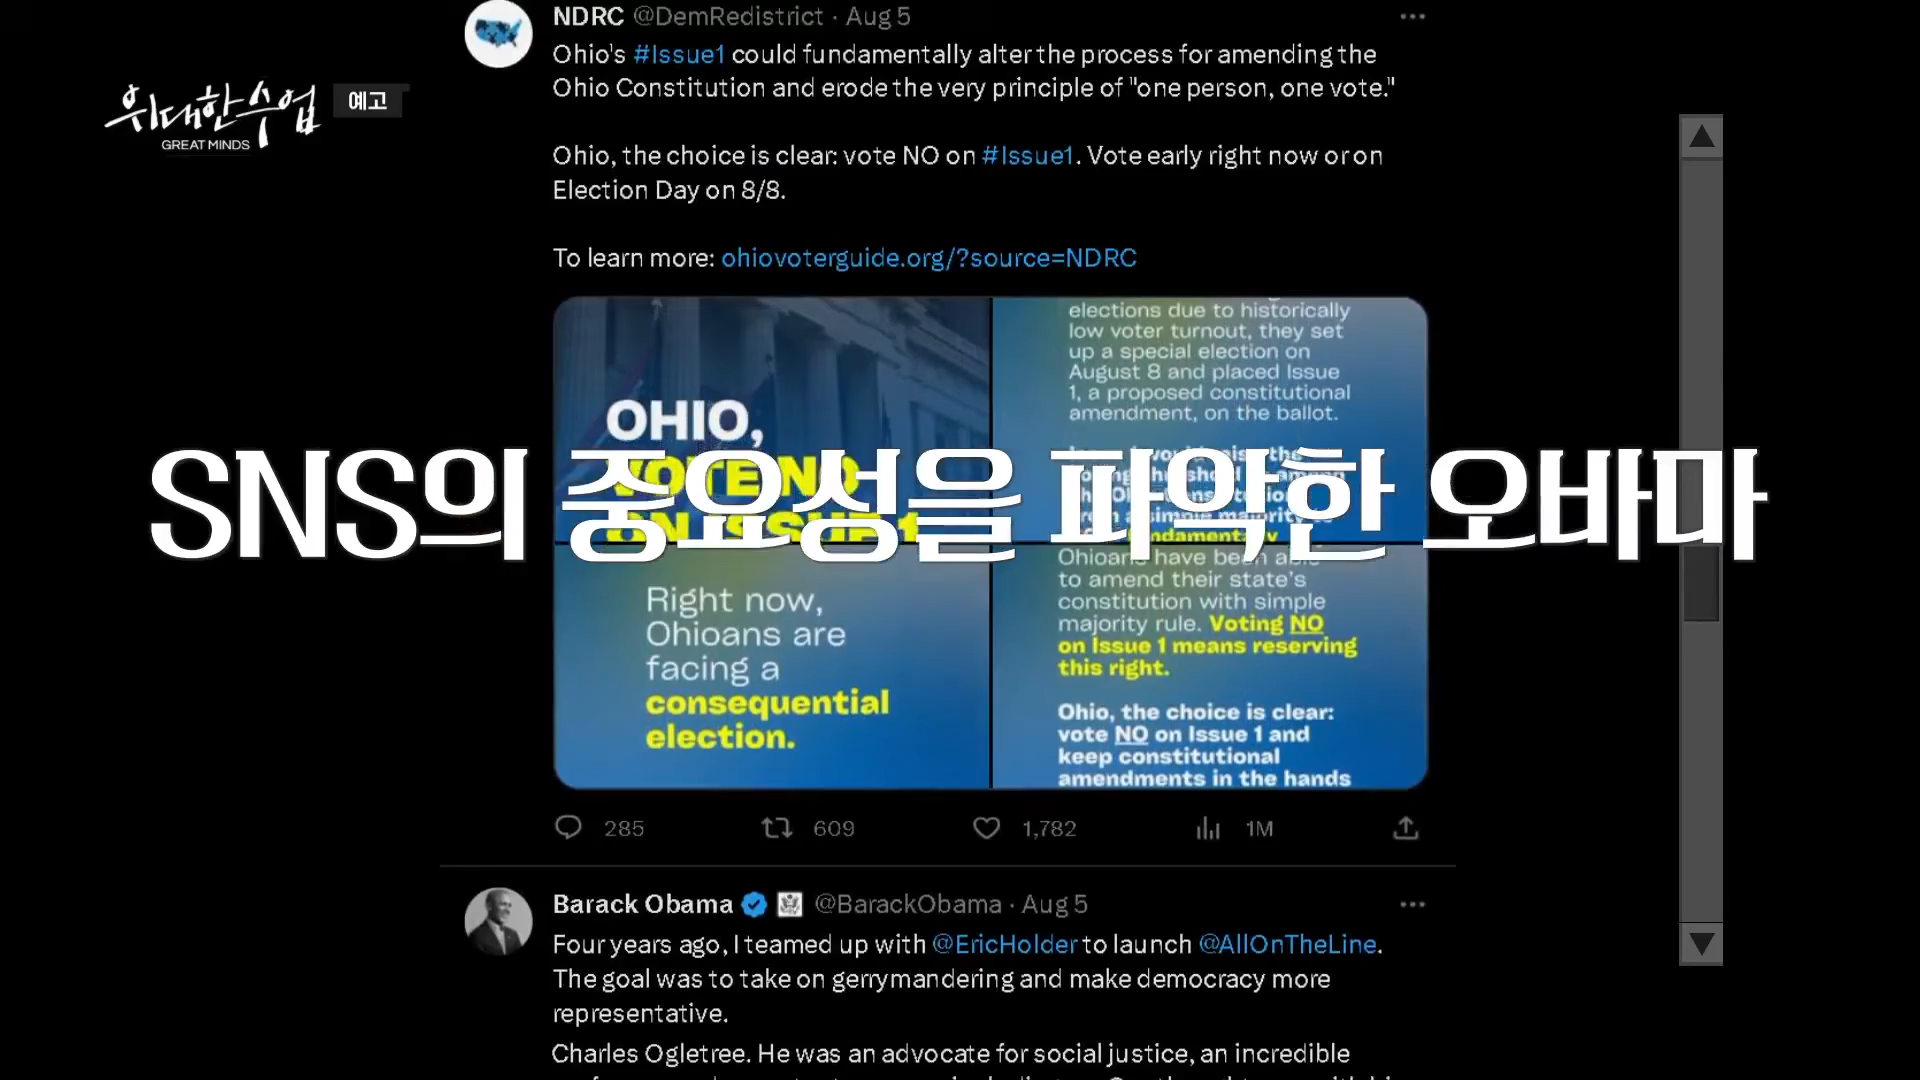 NDRC @DemRedistrict · Aug 5
Ohio's #Issue1 could fundamentally alter the process for amending the
Ohio Constitution and erode the very principle of "one person, one vote."
위대한수업 예고
GREAT MINDS
Ohio, the choice is clear: vote NO on #Issue1. Vote early right now or on
Election Day on 8/8.
To learn more: ohiovoterguide.org/?source=NDRC
OHIO,
VOTE NO
ON ISSUE 1
elections due to historically
low voter turnout, they set
up a special election on
August 8 and placed Issue
1, a proposed constitutional
amendment, on the ballot.
SNS의 중요성을 파악한 오바마
Right now,
Ohioans are
facing a
consequential
election.
Ohioans have been able
to amend their state's
constitution with simple
majority rule. Voting NO
on Issue 1 means reserving
this right.
Ohio, the choice is clear:
vote NO on Issue 1 and
keep constitutional
amendments in the hands
285 609 1,782 1M
Barack Obama @BarackObama · Aug 5
Four years ago, I teamed up with @EricHolder to launch @AllOnTheLine.
The goal was to take on gerrymandering and make democracy more
representative.
Charles Ogletree. He was an advocate for social justice, an incredible